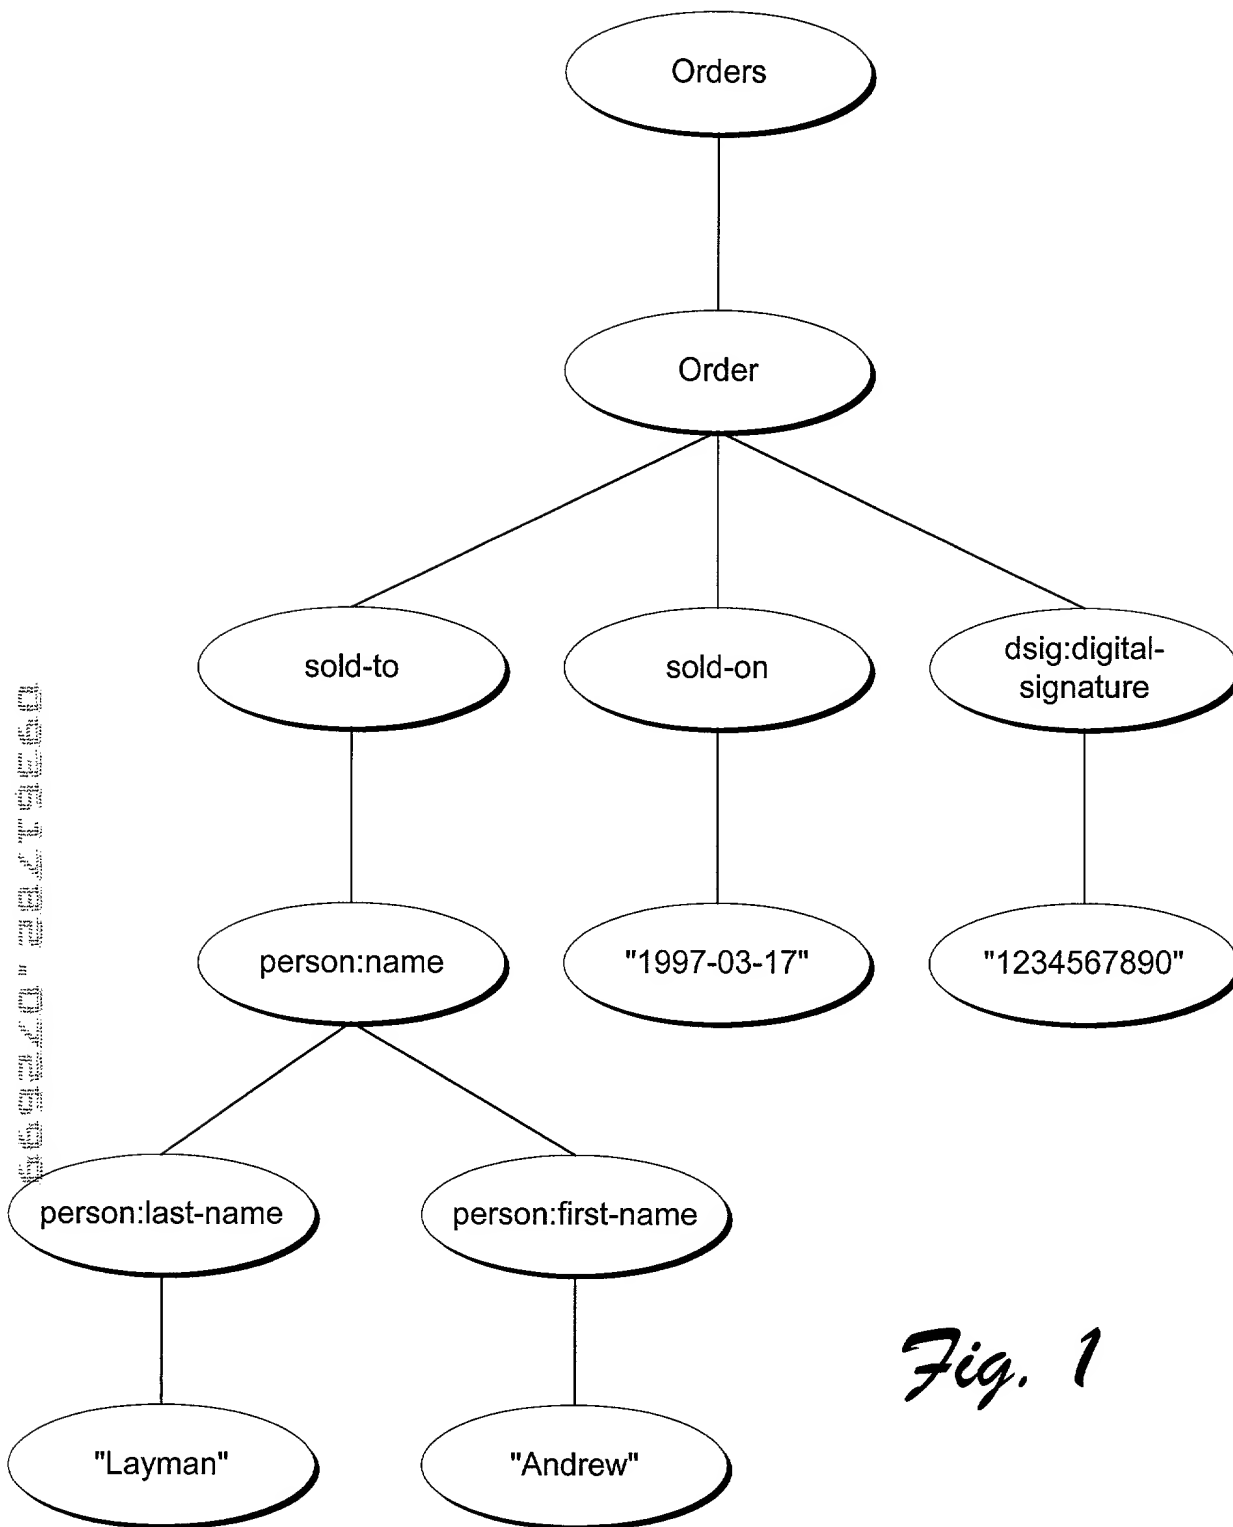 Orders
Order
sold-to
sold-on
dsig:digital-
signature
person:name
"1997-03-17"
"1234567890"
person:last-name
person:first-name
"Layman"
"Andrew"
Fig. 1